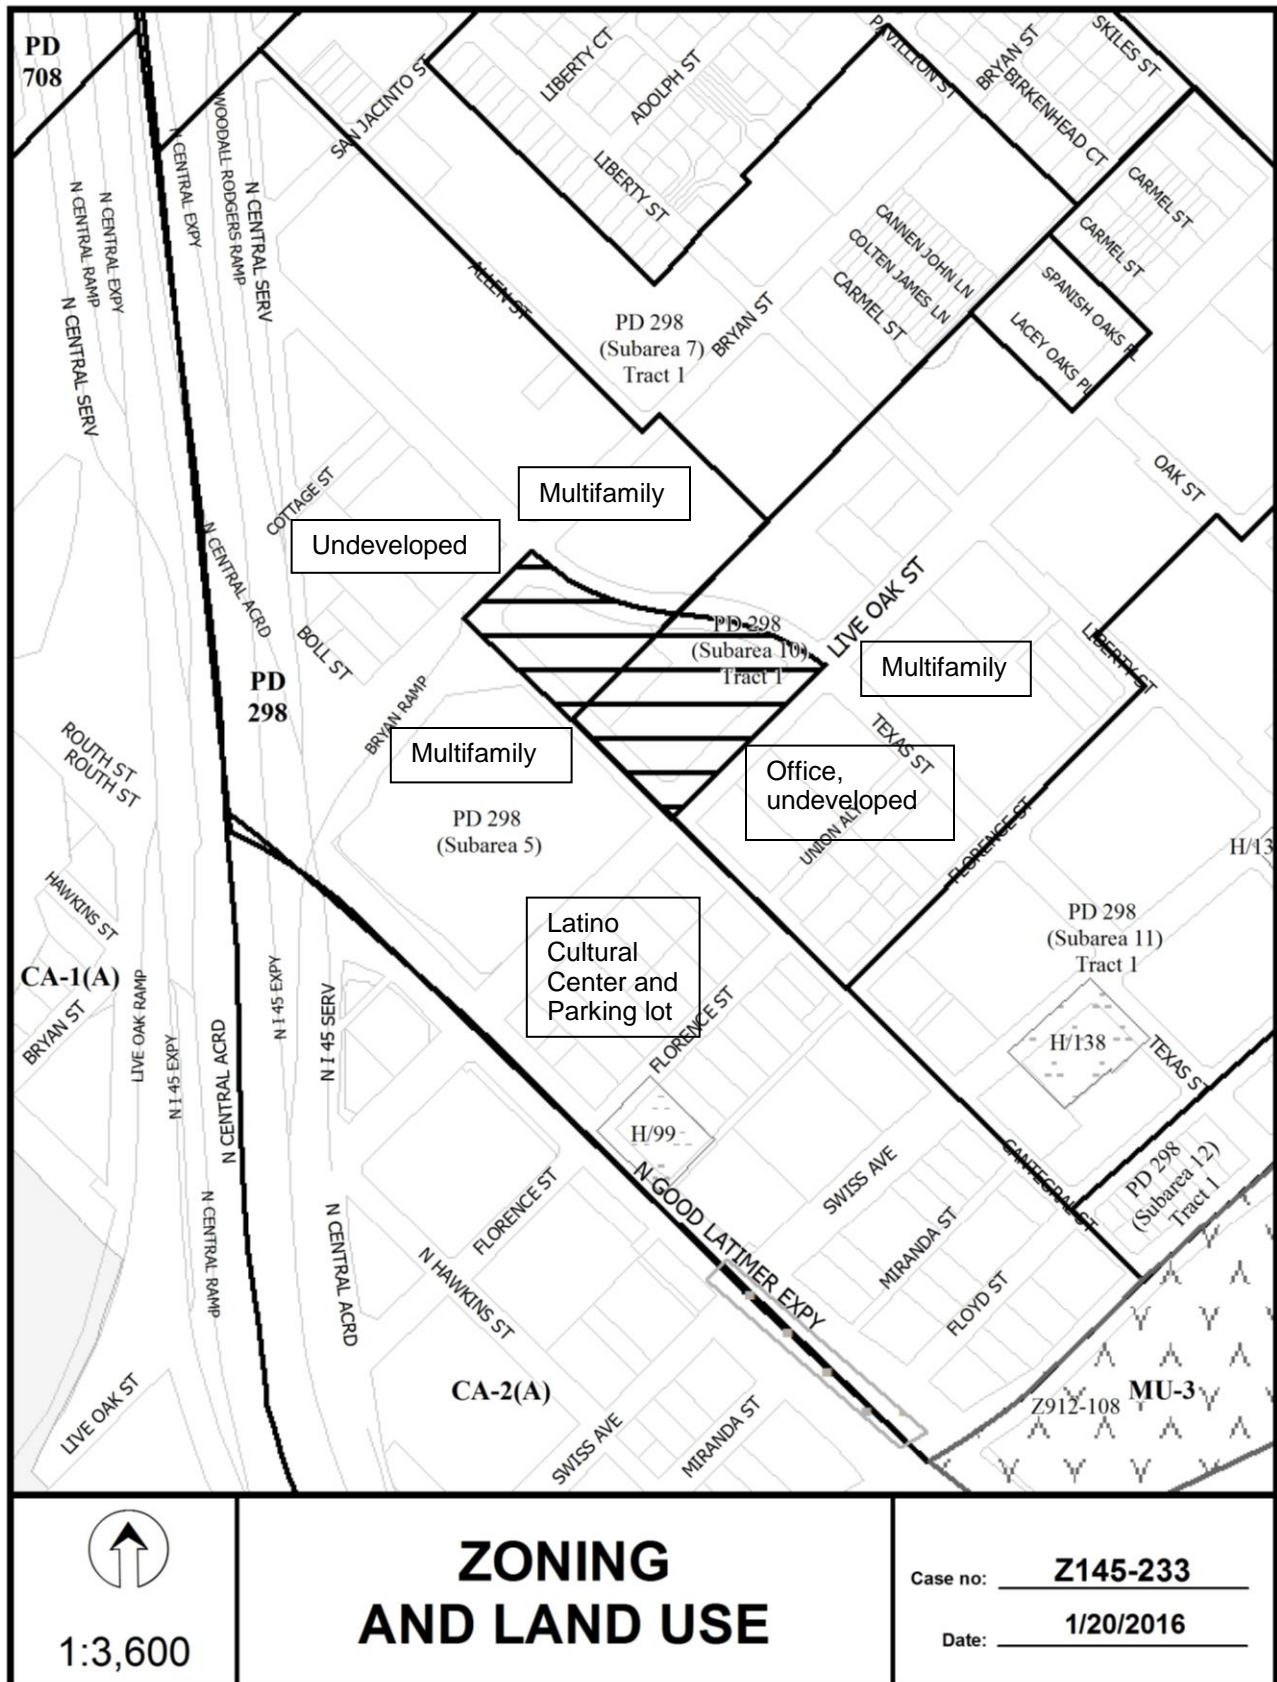 PD
708
SAN JACINTO ST
LIBERTY CT
ADOLPH ST
LIBERTY ST
PAVILLION ST
BRYAN ST
BIRKENHEAD CT
SKILES ST
N CENTRAL EXPY
WOODALL RODGERS RAMP
N CENTRAL SERV
N CENTRAL RAMP
N CENTRAL EXPY
N CENTRAL SERV
CARMEL ST
CARMEL ST
CANNEN JOHN LN
COLTEN JAMES LN
CARMEL ST
SPANISH OAKS PL
LACEY OAKS PL
ALLEN ST
PD 298
(Subarea 7)
Tract 1
BRYAN ST
OAK ST
COTTAGE ST
Multifamily
Undeveloped
N CENTRAL ACRD
BOLL ST
PD
298
BRYAN RAMP
PD 298
(Subarea 10)
Tract 1
LIVE OAK ST
Multifamily
LIBERTY ST
Multifamily
TEXAS ST
Office,
undeveloped
UNION ALY
FLORENCE ST
ROUTH ST
ROUTH ST
PD 298
(Subarea 5)
H/13
HAWKINS ST
CA-1(A)
BRYAN ST
LIVE OAK RAMP
N I 45 EXPY
N CENTRAL ACRD
N I 45 EXPY
N I 45 SERV
Latino
Cultural
Center and
Parking lot
FLORENCE ST
PD 298
(Subarea 11)
Tract 1
H/138
TEXAS ST
H/99
SWISS AVE
CANTEGRAL ST
PD 298
(Subarea 12)
Tract 1
N GOOD LATIMER EXPY
FLORENCE ST
MIRANDA ST
FLOYD ST
N CENTRAL RAMP
N CENTRAL ACRD
N HAWKINS ST
LIVE OAK ST
CA-2(A)
SWISS AVE
MIRANDA ST
Z912-108
MU-3
1:3,600
ZONING
AND LAND USE
Case no: Z145-233
Date: 1/20/2016